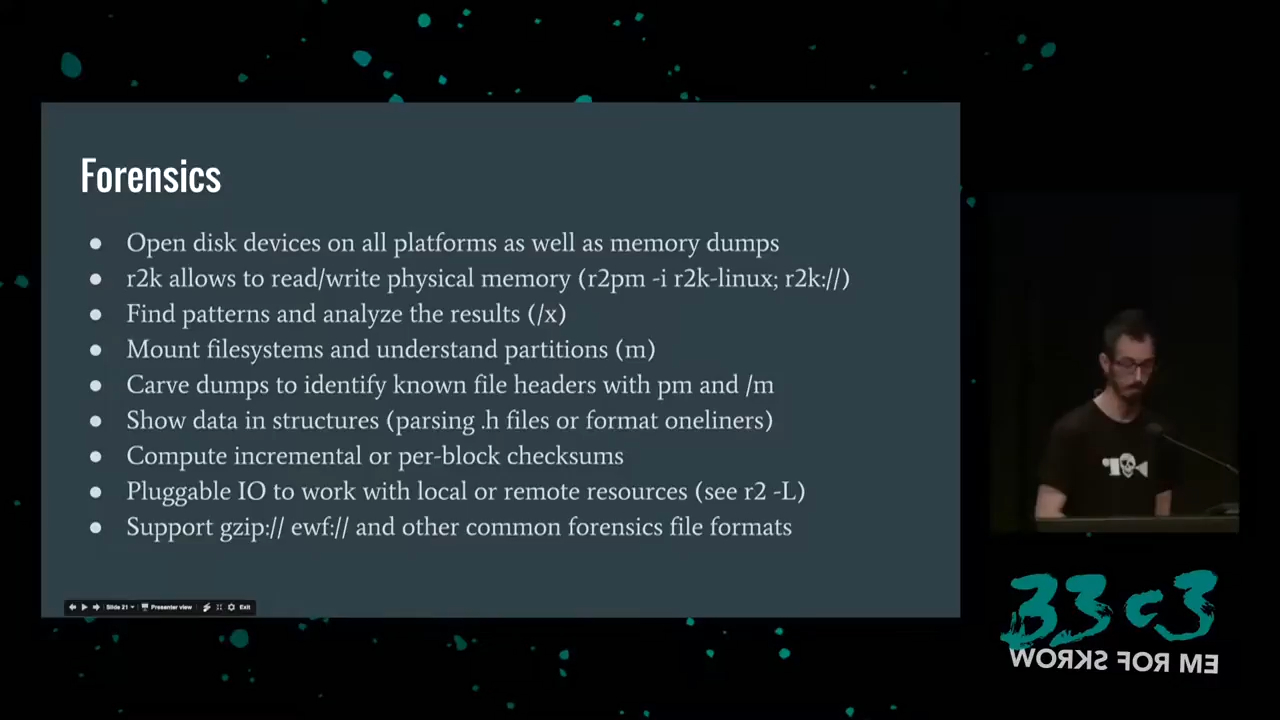 Forensics
● Open disk devices on all platforms as well as memory dumps
● r2k allows to read/write physical memory (r2pm -i r2k-linux; r2k://)
● Find patterns and analyze the results (/x)
● Mount filesystems and understand partitions (m)
● Carve dumps to identify known file headers with pm and /m
● Show data in structures (parsing .h files or format oneliners)
● Compute incremental or per-block checksums
● Pluggable IO to work with local or remote resources (see r2 -L)
● Support gzip:// ewf:// and other common forensics file formats
Slide 21 Presenter view Exit
33c3
WORKS FOR ME